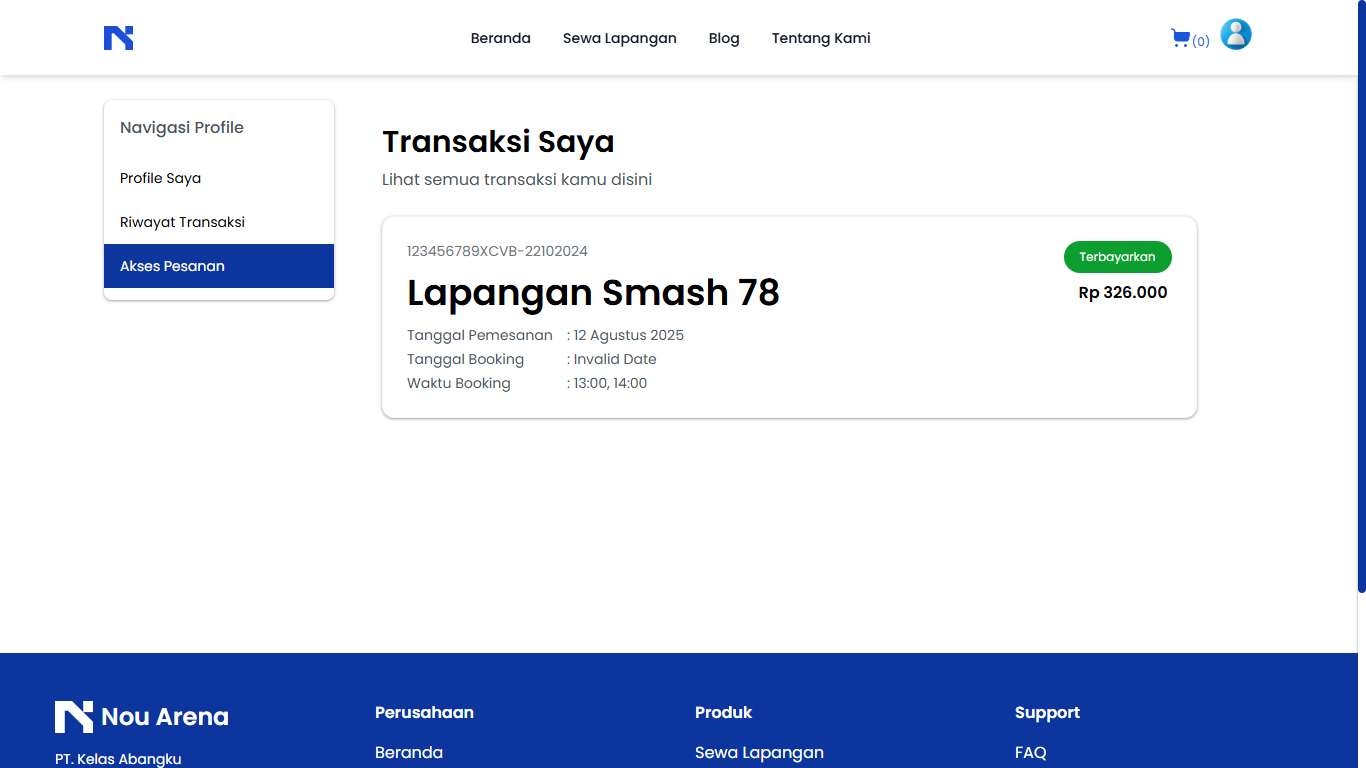 Beranda
Sewa Lapangan
Blog
Tentang Kami
(0)
Navigasi Profile
Profile Saya
Riwayat Transaksi
Akses Pesanan
Transaksi Saya
Lihat semua transaksi kamu disini
123456789XCVB-22102024
Terbayarkan
Lapangan Smash 78
Rp 326.000
Tanggal Pemesanan : 12 Agustus 2025
Tanggal Booking : Invalid Date
Waktu Booking : 13:00, 14:00
Nou Arena
PT. Kelas Abangku
Perusahaan
Beranda
Produk
Sewa Lapangan
Support
FAQ